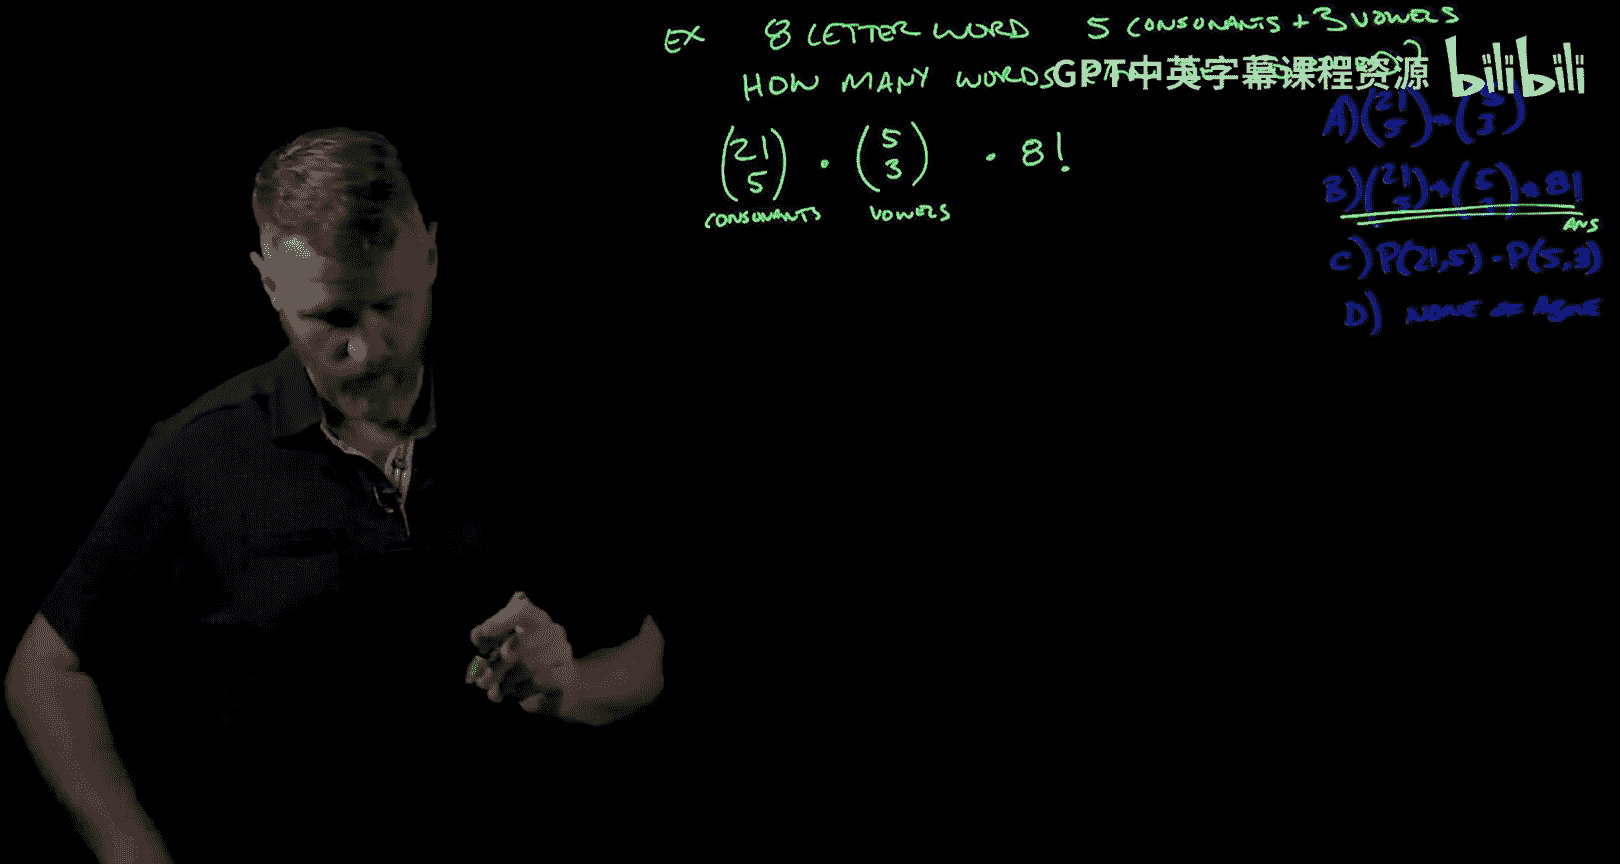 EX 8 LETTER WORD 5 CONSONANTS + 3 VOWELS
HOW MANY WORDS
GPT中英字幕课程资源 bilibili
(21 5) · (5 3) · 8!
CONSONANTS VOWELS
A) (21 5) * (5 3)
B) (21 5) * (5 3) * 8!
ANS
C) P(21,5) · P(5,3)
D) NONE OF ABOVE